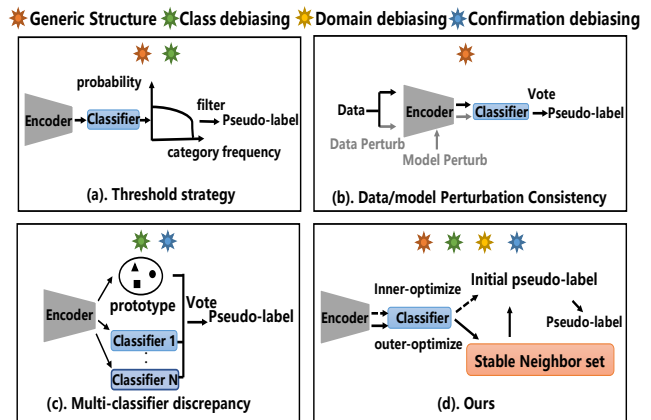 Generic Structure Class debiasing Domain debiasing Confirmation debiasing
probability
Encoder
Classifier
filter
Pseudo-label
category frequency
(a). Threshold strategy
Data
Data Perturb
Encoder
Model Perturb
Classifier
Vote
Pseudo-label
(b). Data/model Perturbation Consistency
Encoder
prototype
Classifier 1
Classifier N
Vote
Pseudo-label
(c). Multi-classifier discrepancy
Encoder
Inner-optimize
Classifier
outer-optimize
Initial pseudo-label
Pseudo-label
Stable Neighbor set
(d). Ours